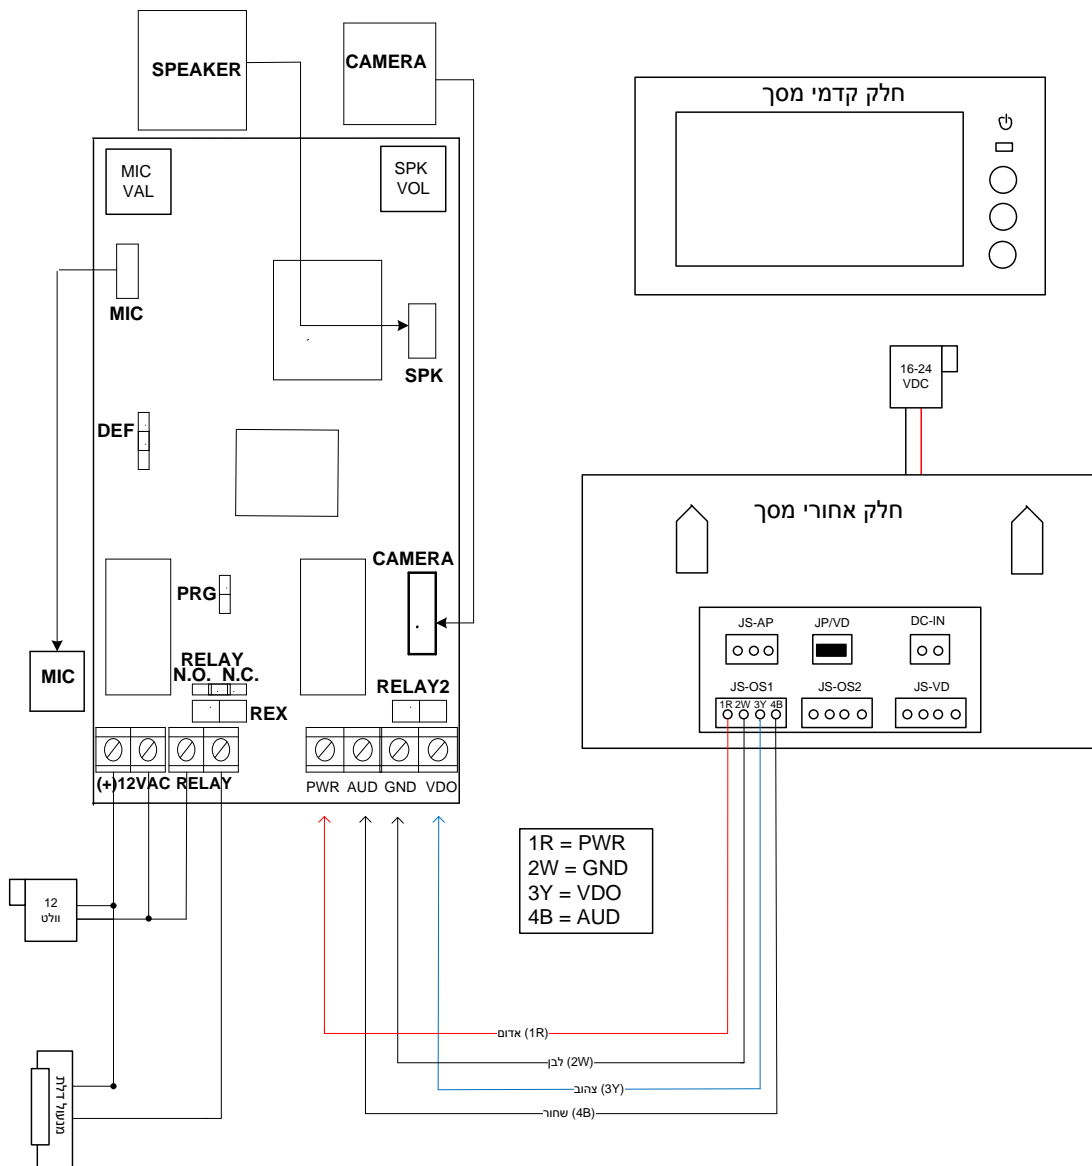 SPEAKER
CAMERA
MIC
VAL
SPK
VOL
MIC
SPK
DEF
CAMERA
PRG
RELAY
N.O. N.C.
RELAY2
REX
MIC
(+)12VAC RELAY
PWR AUD GND VDO
12
וולט
מנעול דלת
חלק קדמי מסך
16-24
VDC
חלק אחורי מסך
JS-AP JP/VD DC-IN
JS-OS1 JS-OS2 JS-VD
1R 2W 3Y 4B
1R = PWR
2W = GND
3Y = VDO
4B = AUD
אדום (1R)
לבן (2W)
צהוב (3Y)
שחור (4B)